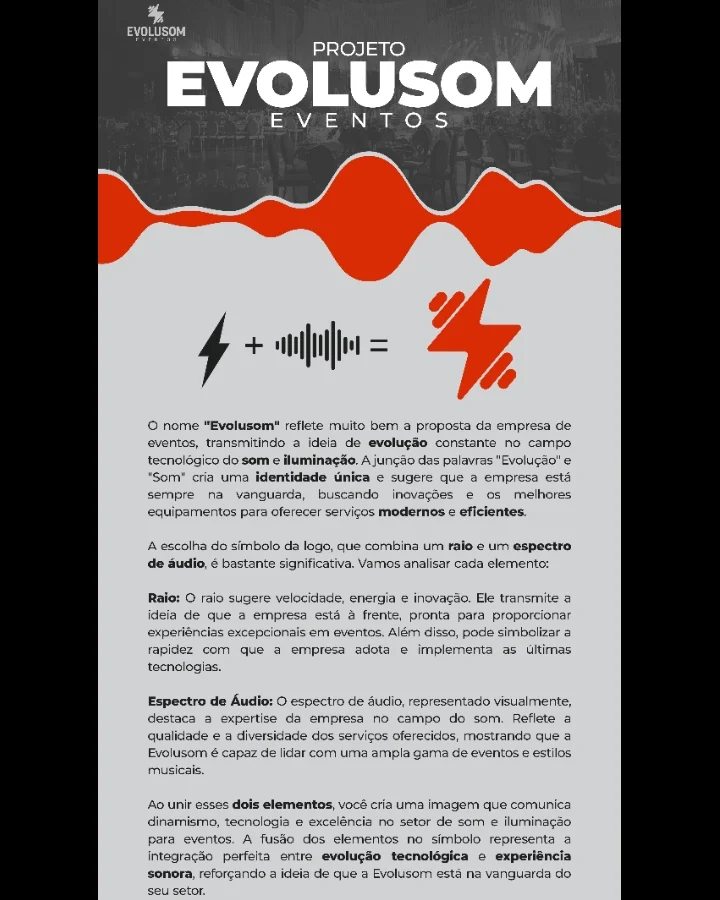 EVOLUSOM
EVENTOS
PROJETO
EVOLUSOM
EVENTOS
+ =
O nome "Evolusom" reflete muito bem a proposta da empresa de
eventos, transmitindo a ideia de evolução constante no campo
tecnológico do som e iluminação. A junção das palavras "Evolução" e
"Som" cria uma identidade única e sugere que a empresa está
sempre na vanguarda, buscando inovações e os melhores
equipamentos para oferecer serviços modernos e eficientes.
A escolha do símbolo da logo, que combina um raio e um espectro
de áudio, é bastante significativa. Vamos analisar cada elemento:
Raio: O raio sugere velocidade, energia e inovação. Ele transmite a
ideia de que a empresa está à frente, pronta para proporcionar
experiências excepcionais em eventos. Além disso, pode simbolizar a
rapidez com que a empresa adota e implementa as últimas
tecnologias.
Espectro de Áudio: O espectro de áudio, representado visualmente,
destaca a expertise da empresa no campo do som. Reflete a
qualidade e a diversidade dos serviços oferecidos, mostrando que a
Evolusom é capaz de lidar com uma ampla gama de eventos e estilos
musicais.
Ao unir esses dois elementos, você cria uma imagem que comunica
dinamismo, tecnologia e excelência no setor de som e iluminação
para eventos. A fusão dos elementos no símbolo representa a
integração perfeita entre evolução tecnológica e experiência
sonora, reforçando a ideia de que a Evolusom está na vanguarda do
seu setor.